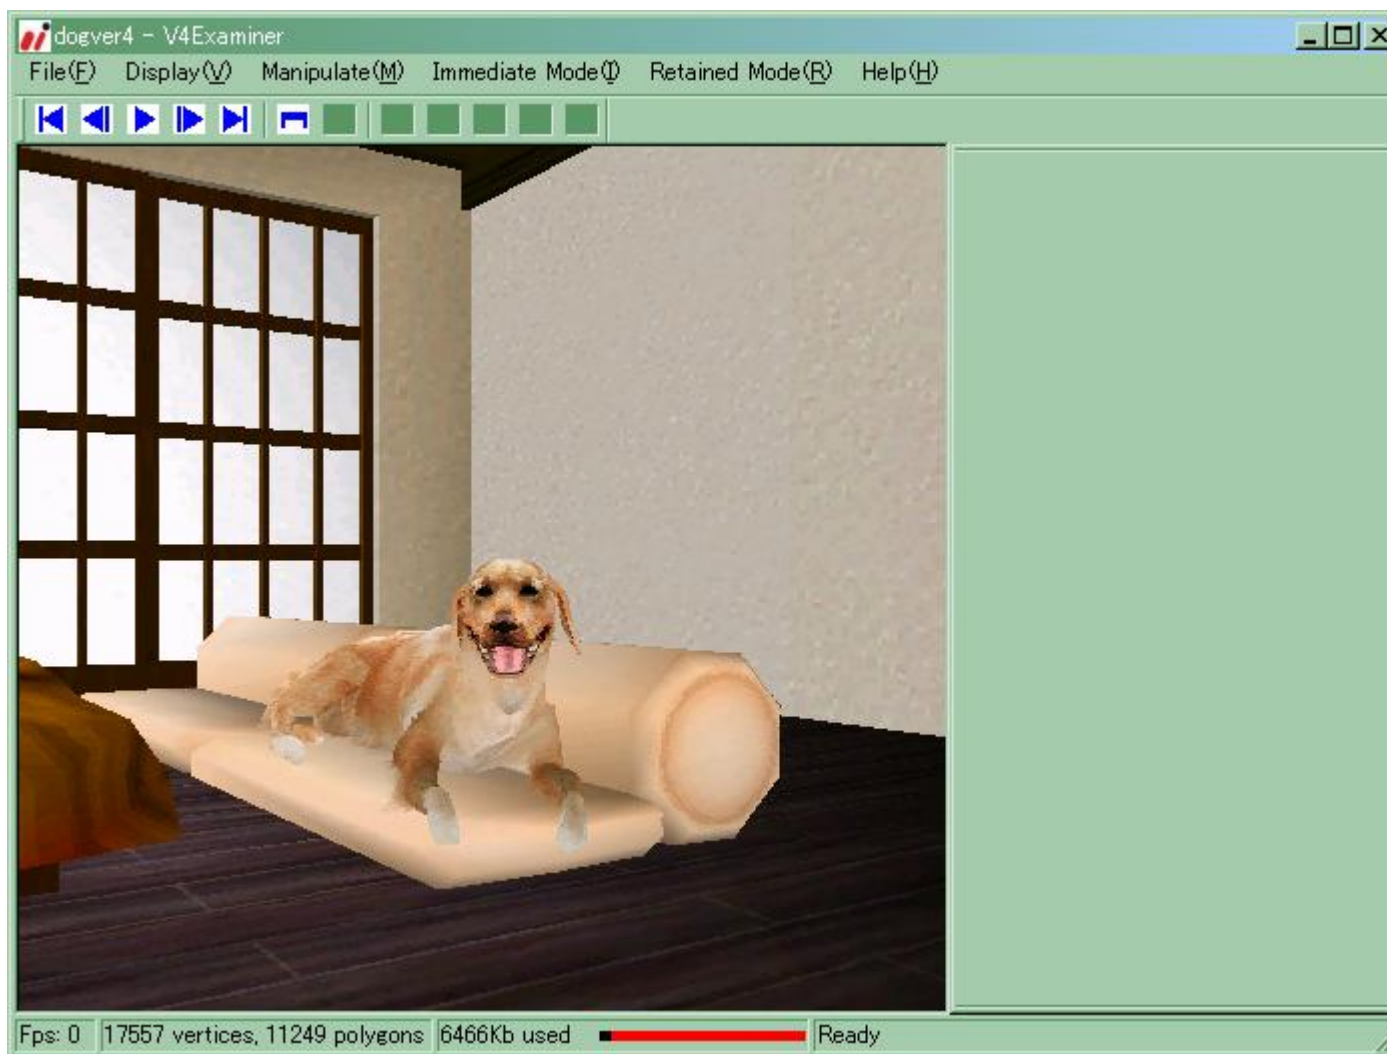 dogver4 - V4Examiner
File(F) Display(V) Manipulate(M) Immediate Mode(I) Retained Mode(R) Help(H)
Fps: 0 17557 vertices, 11249 polygons 6466Kb used Ready